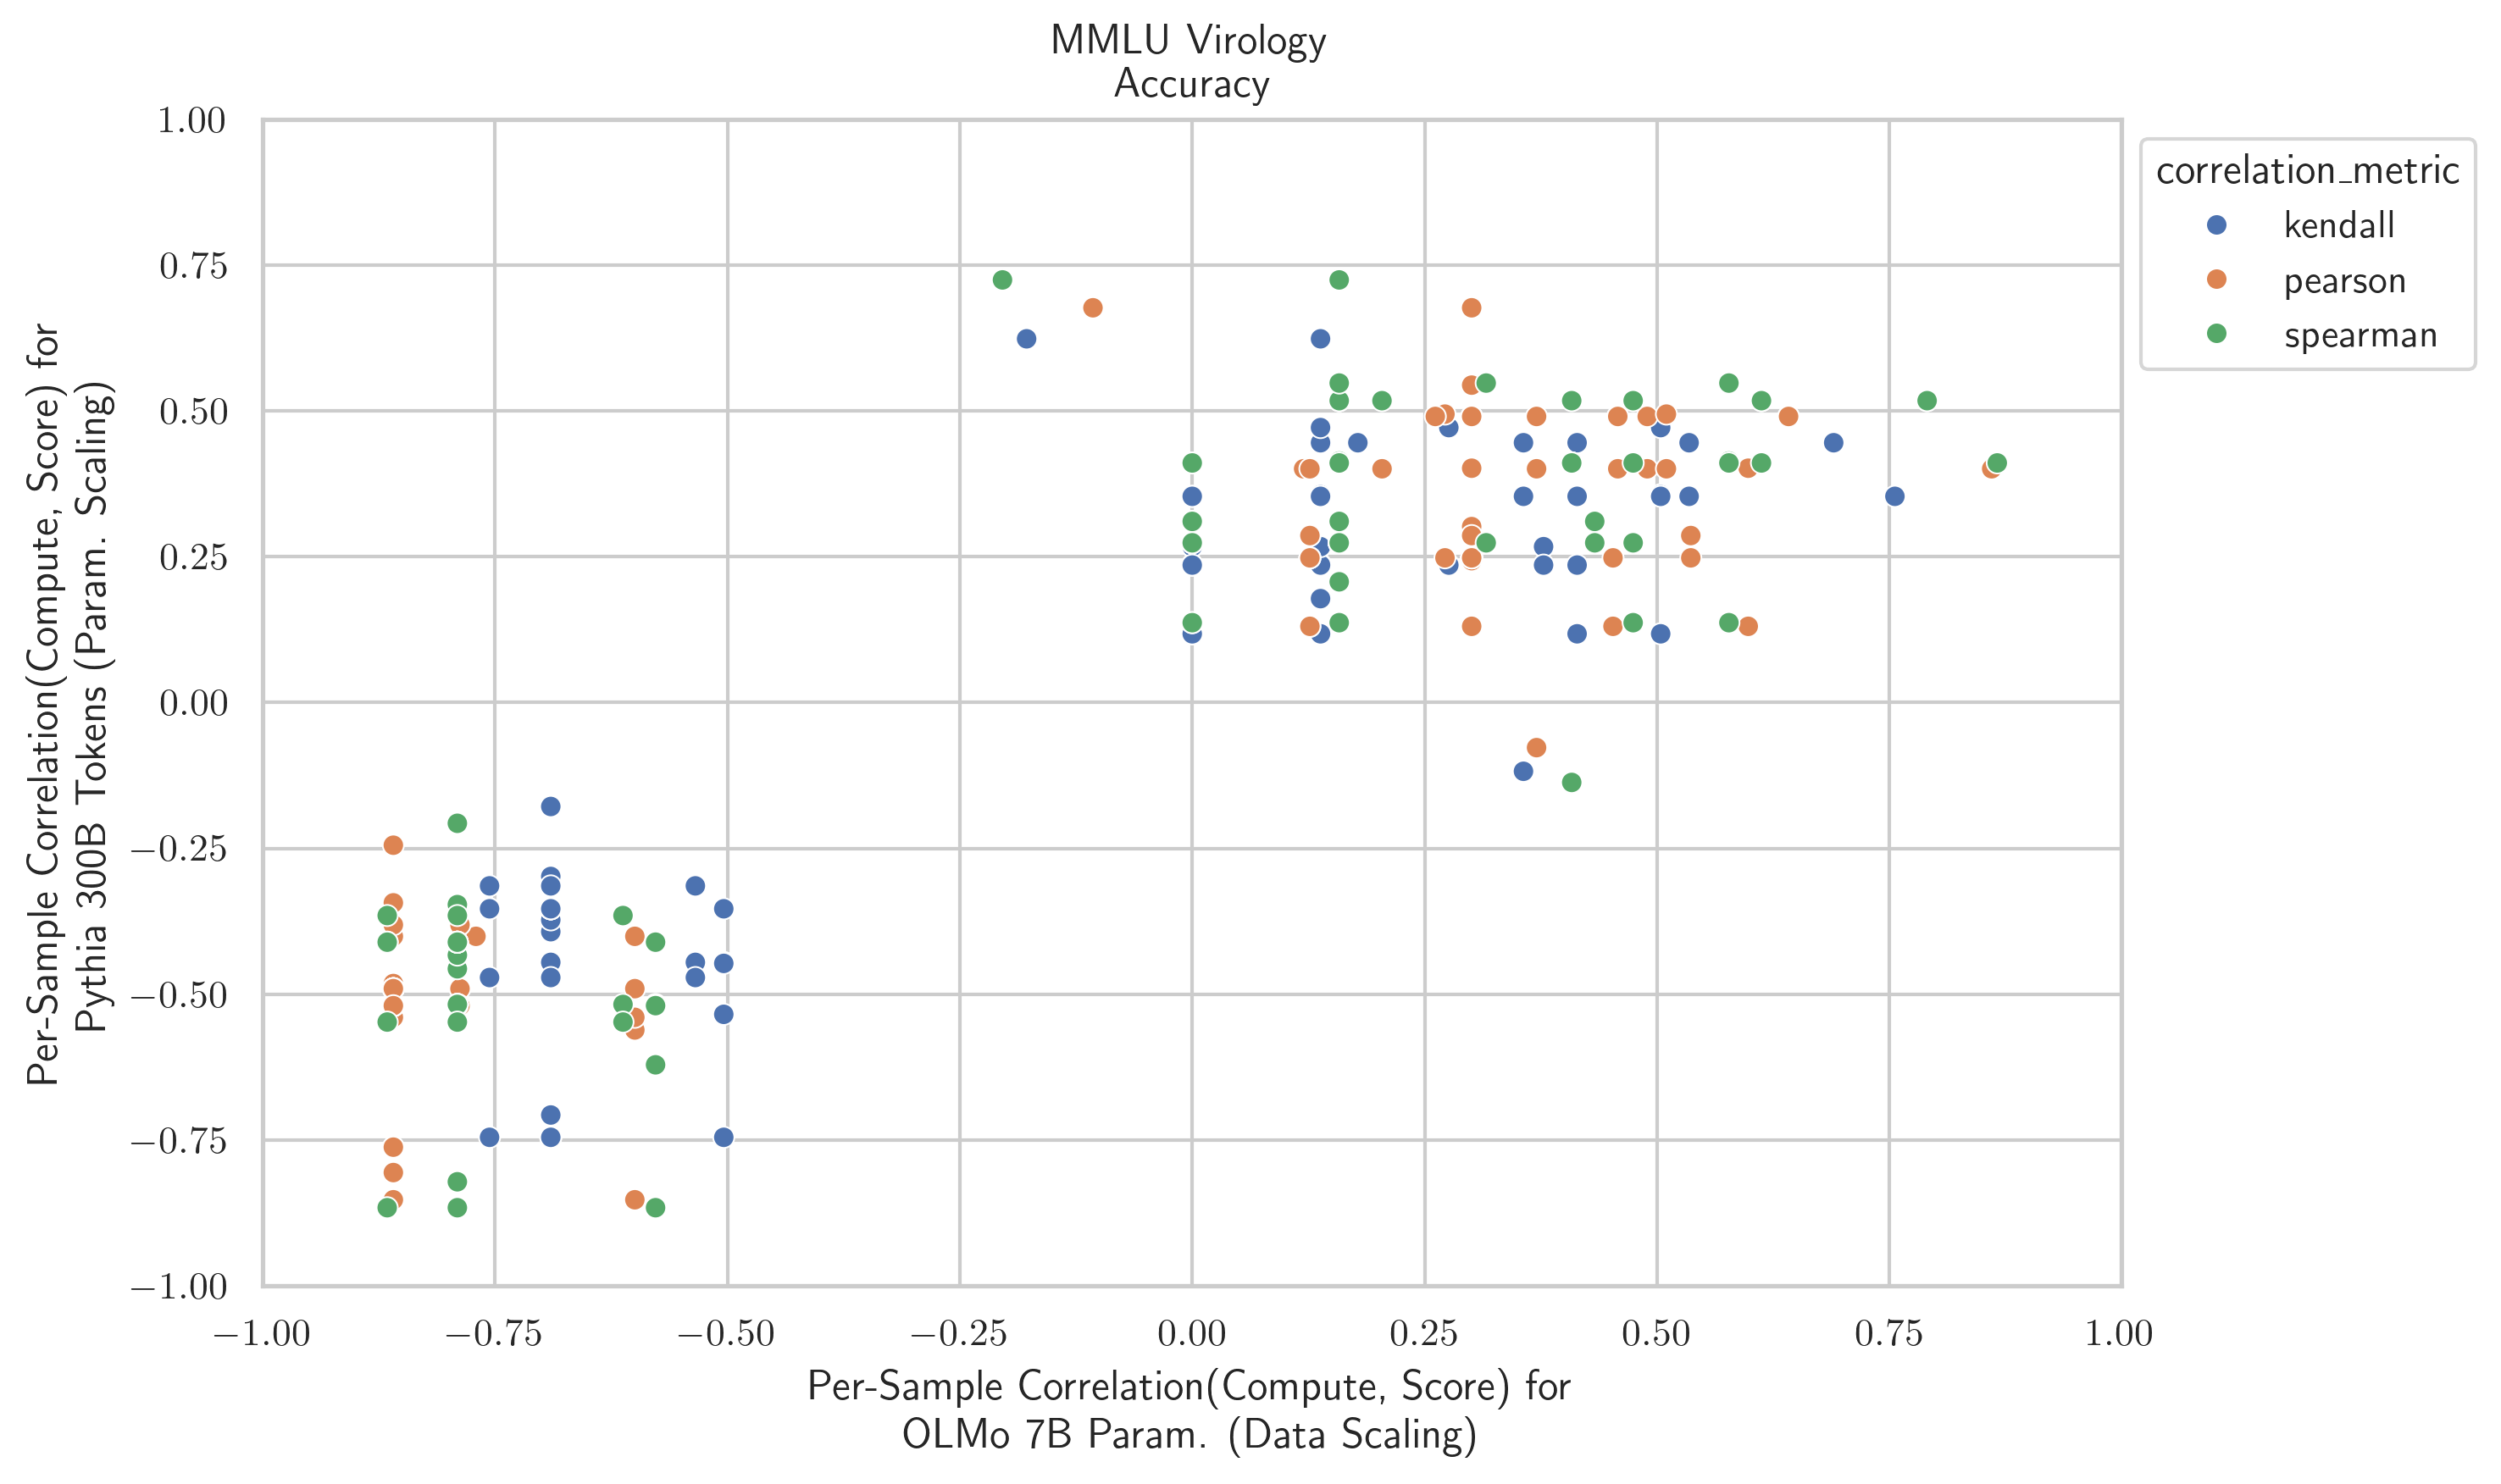 MMLU Virology
Accuracy
1.00
0.75
0.50
0.25
0.00
−0.25
−0.50
−0.75
−1.00
Per-Sample Correlation(Compute, Score) for
Pythia 300B Tokens (Param. Scaling)
−1.00 −0.75 −0.50 −0.25 0.00 0.25 0.50 0.75 1.00
Per-Sample Correlation(Compute, Score) for
OLMo 7B Param. (Data Scaling)
correlation_metric
kendall
pearson
spearman